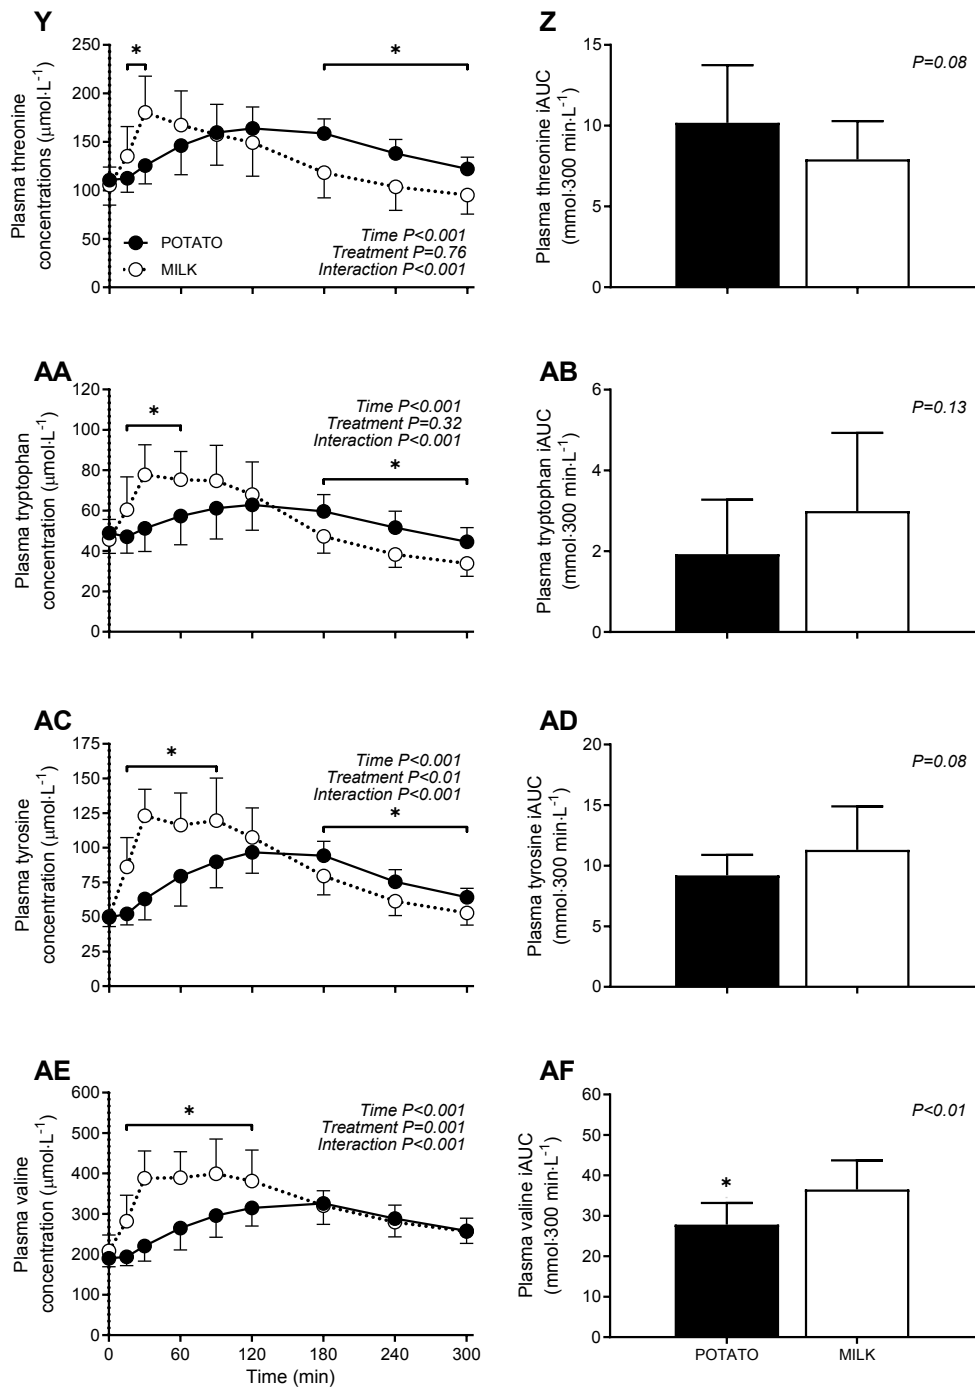 Y
Plasma threonine
concentrations (μmol·L⁻¹)
250
200
150
100
50
0
*
*
POTATO
MILK
Time P<0.001
Treatment P=0.76
Interaction P<0.001
Z
Plasma threonine iAUC
(mmol·300 min·L⁻¹)
15
10
5
0
P=0.08
AA
Plasma tryptophan
concentration (μmol·L⁻¹)
120
100
80
60
40
20
0
*
*
Time P<0.001
Treatment P=0.32
Interaction P<0.001
AB
Plasma tryptophan iAUC
(mmol·300 min·L⁻¹)
6
4
2
0
P=0.13
AC
Plasma tyrosine
concentration (μmol·L⁻¹)
175
150
125
100
75
50
25
0
*
*
Time P<0.001
Treatment P<0.01
Interaction P<0.001
AD
Plasma tyrosine iAUC
(mmol·300 min·L⁻¹)
20
15
10
5
0
P=0.08
AE
Plasma valine
concentration (μmol·L⁻¹)
600
500
400
300
200
100
0
*
Time P<0.001
Treatment P=0.001
Interaction P<0.001
0 60 120 180 240 300
Time (min)
AF
Plasma valine iAUC
(mmol·300 min·L⁻¹)
60
50
40
30
20
10
0
*
P<0.01
POTATO MILK